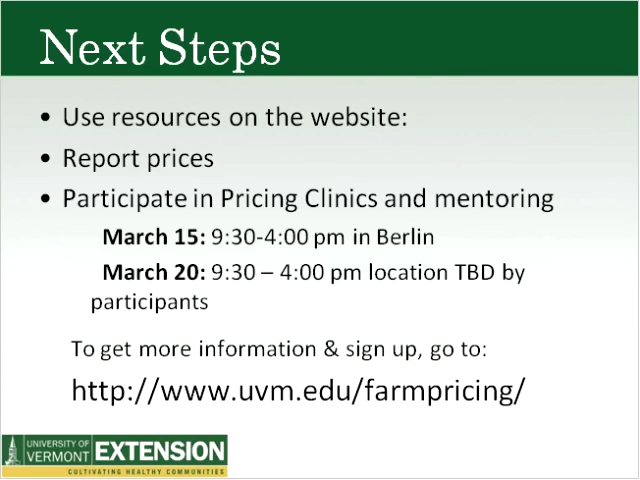 Next Steps
• Use resources on the website:
• Report prices
• Participate in Pricing Clinics and mentoring
March 15: 9:30-4:00 pm in Berlin
March 20: 9:30 – 4:00 pm location TBD by
participants
To get more information & sign up, go to:
http://www.uvm.edu/farmpricing/
UNIVERSITY OF
VERMONT EXTENSION
CULTIVATING HEALTHY COMMUNITIES